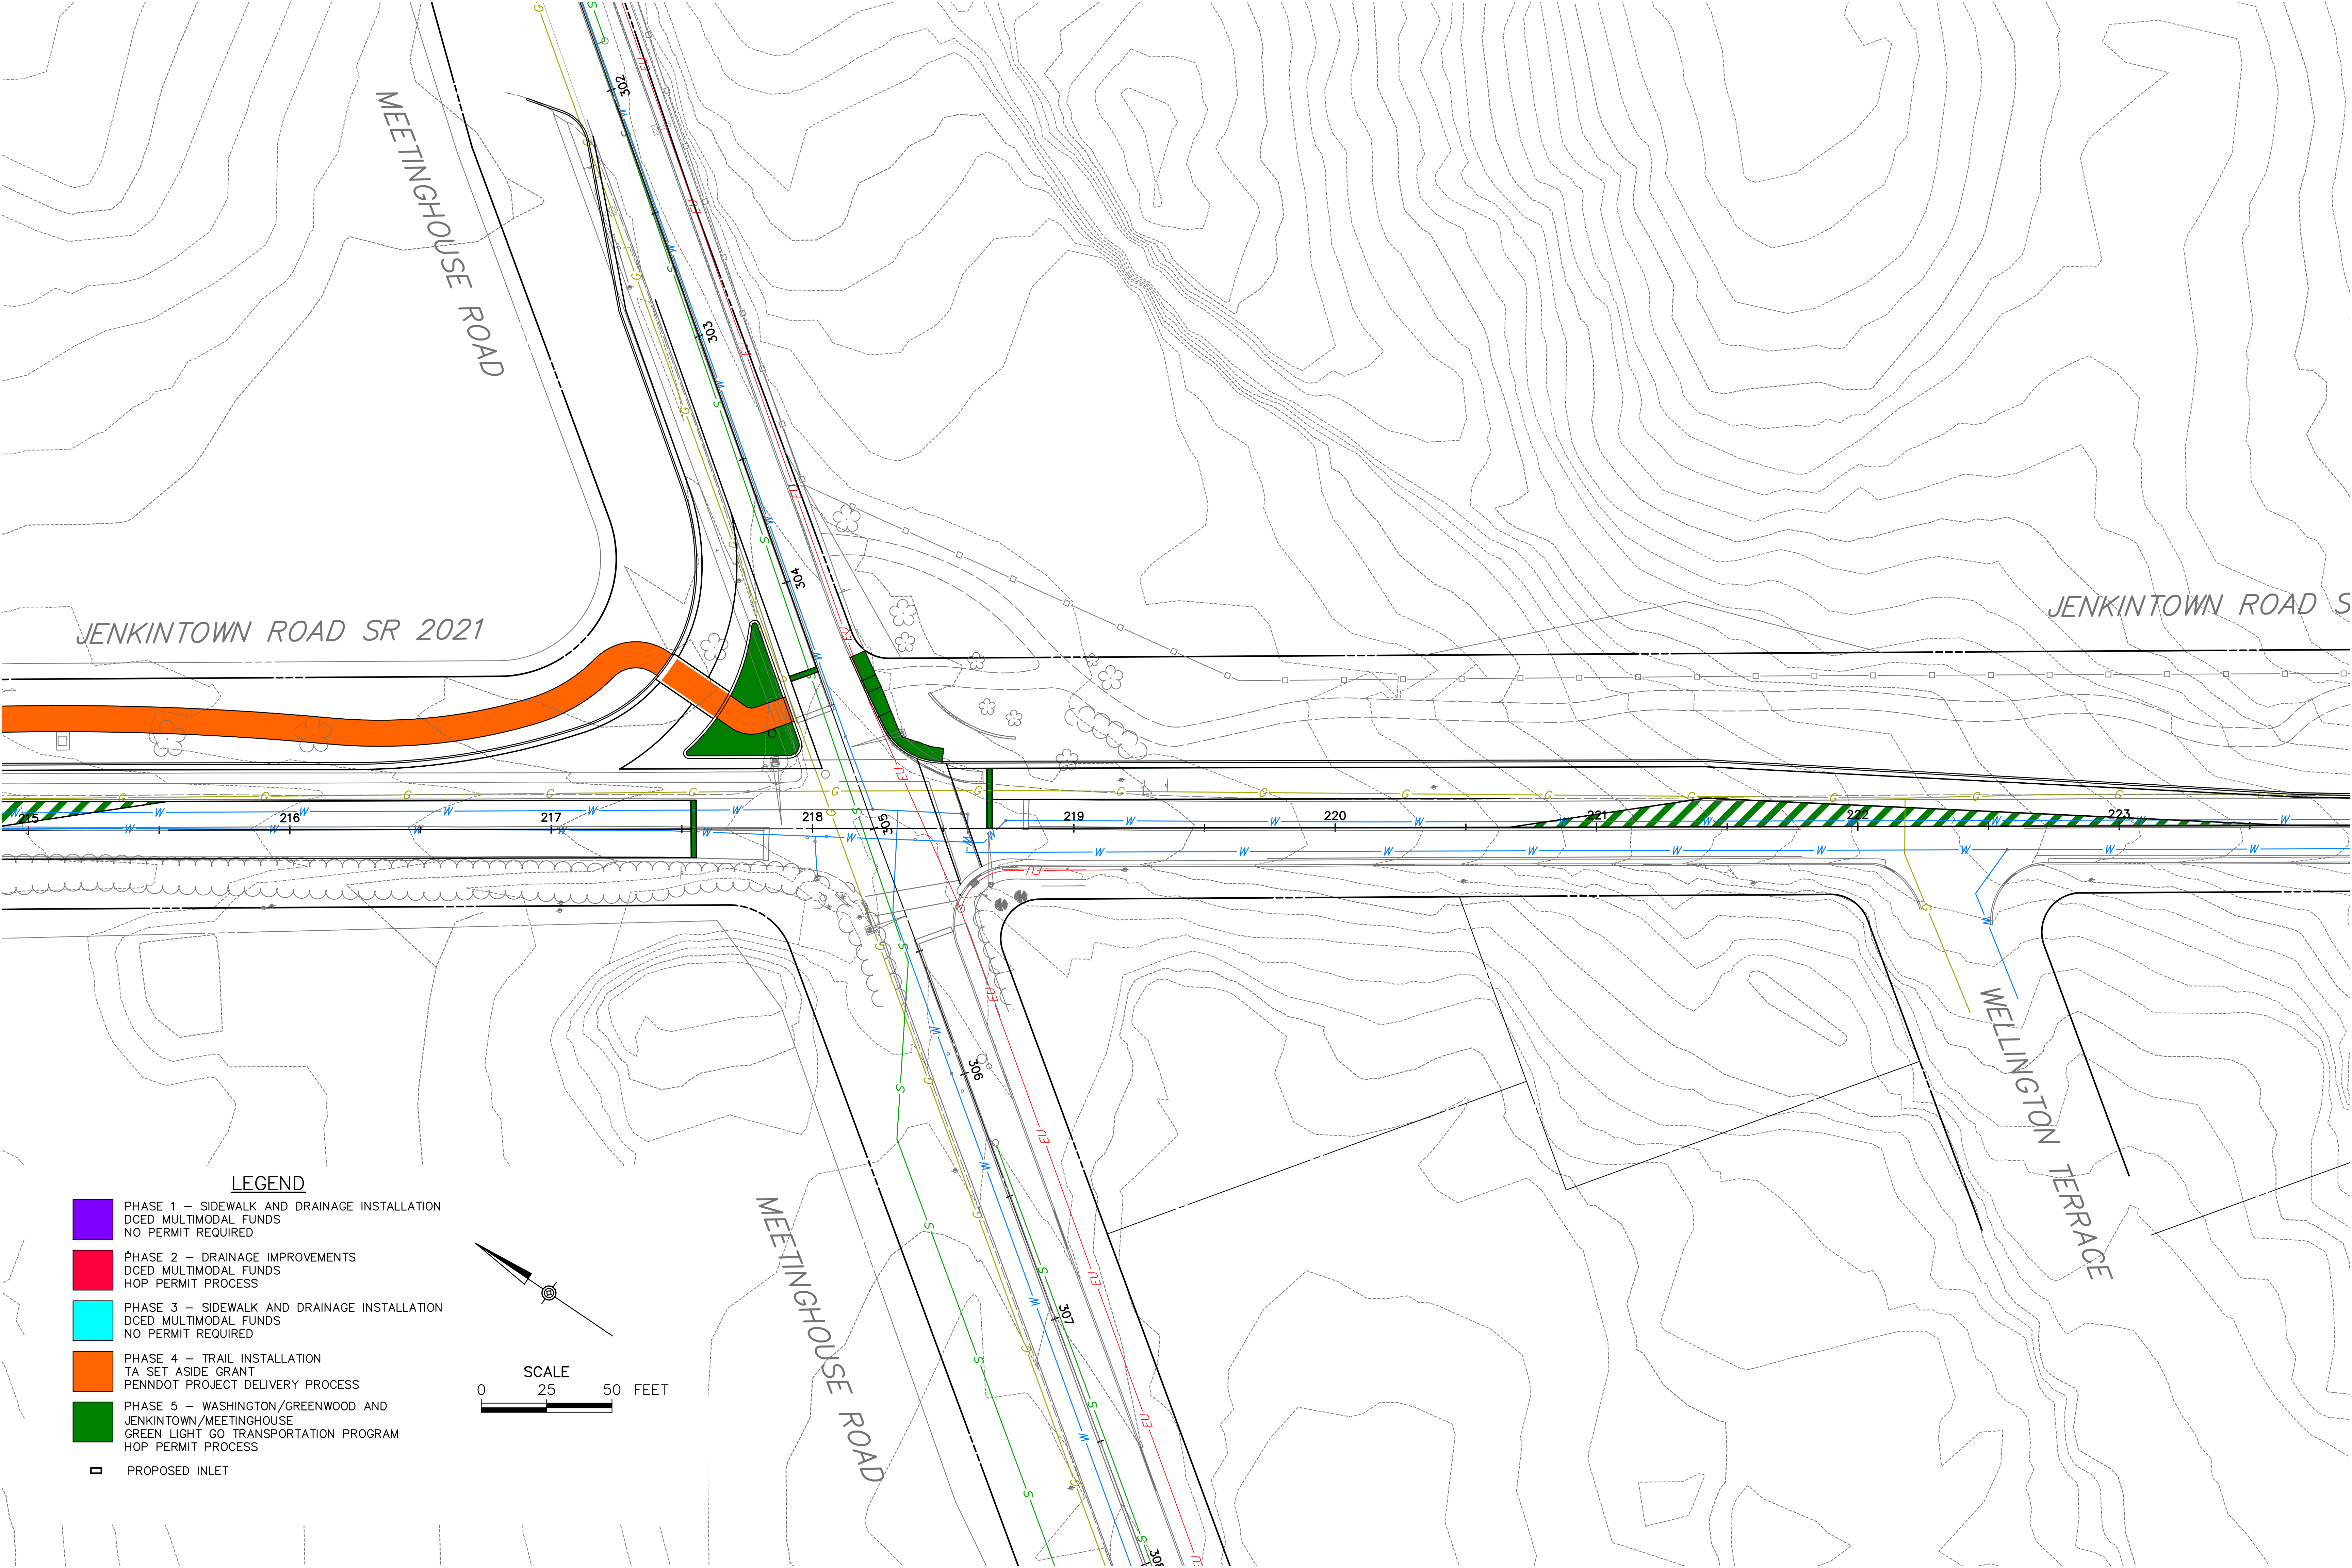 302
MEETINGHOUSE ROAD
303
304
JENKINTOWN ROAD SR 2021
JENKINTOWN ROAD S
215
216
217
218
305
219
220
221
222
223
306
WELLINGTON TERRACE
307
MEETINGHOUSE ROAD
308
LEGEND
PHASE 1 – SIDEWALK AND DRAINAGE INSTALLATION
DCED MULTIMODAL FUNDS
NO PERMIT REQUIRED
PHASE 2 – DRAINAGE IMPROVEMENTS
DCED MULTIMODAL FUNDS
HOP PERMIT PROCESS
PHASE 3 – SIDEWALK AND DRAINAGE INSTALLATION
DCED MULTIMODAL FUNDS
NO PERMIT REQUIRED
PHASE 4 – TRAIL INSTALLATION
TA SET ASIDE GRANT
PENNDOT PROJECT DELIVERY PROCESS
PHASE 5 – WASHINGTON/GREENWOOD AND
JENKINTOWN/MEETINGHOUSE
GREEN LIGHT GO TRANSPORTATION PROGRAM
HOP PERMIT PROCESS
PROPOSED INLET
SCALE
0 25 50 FEET